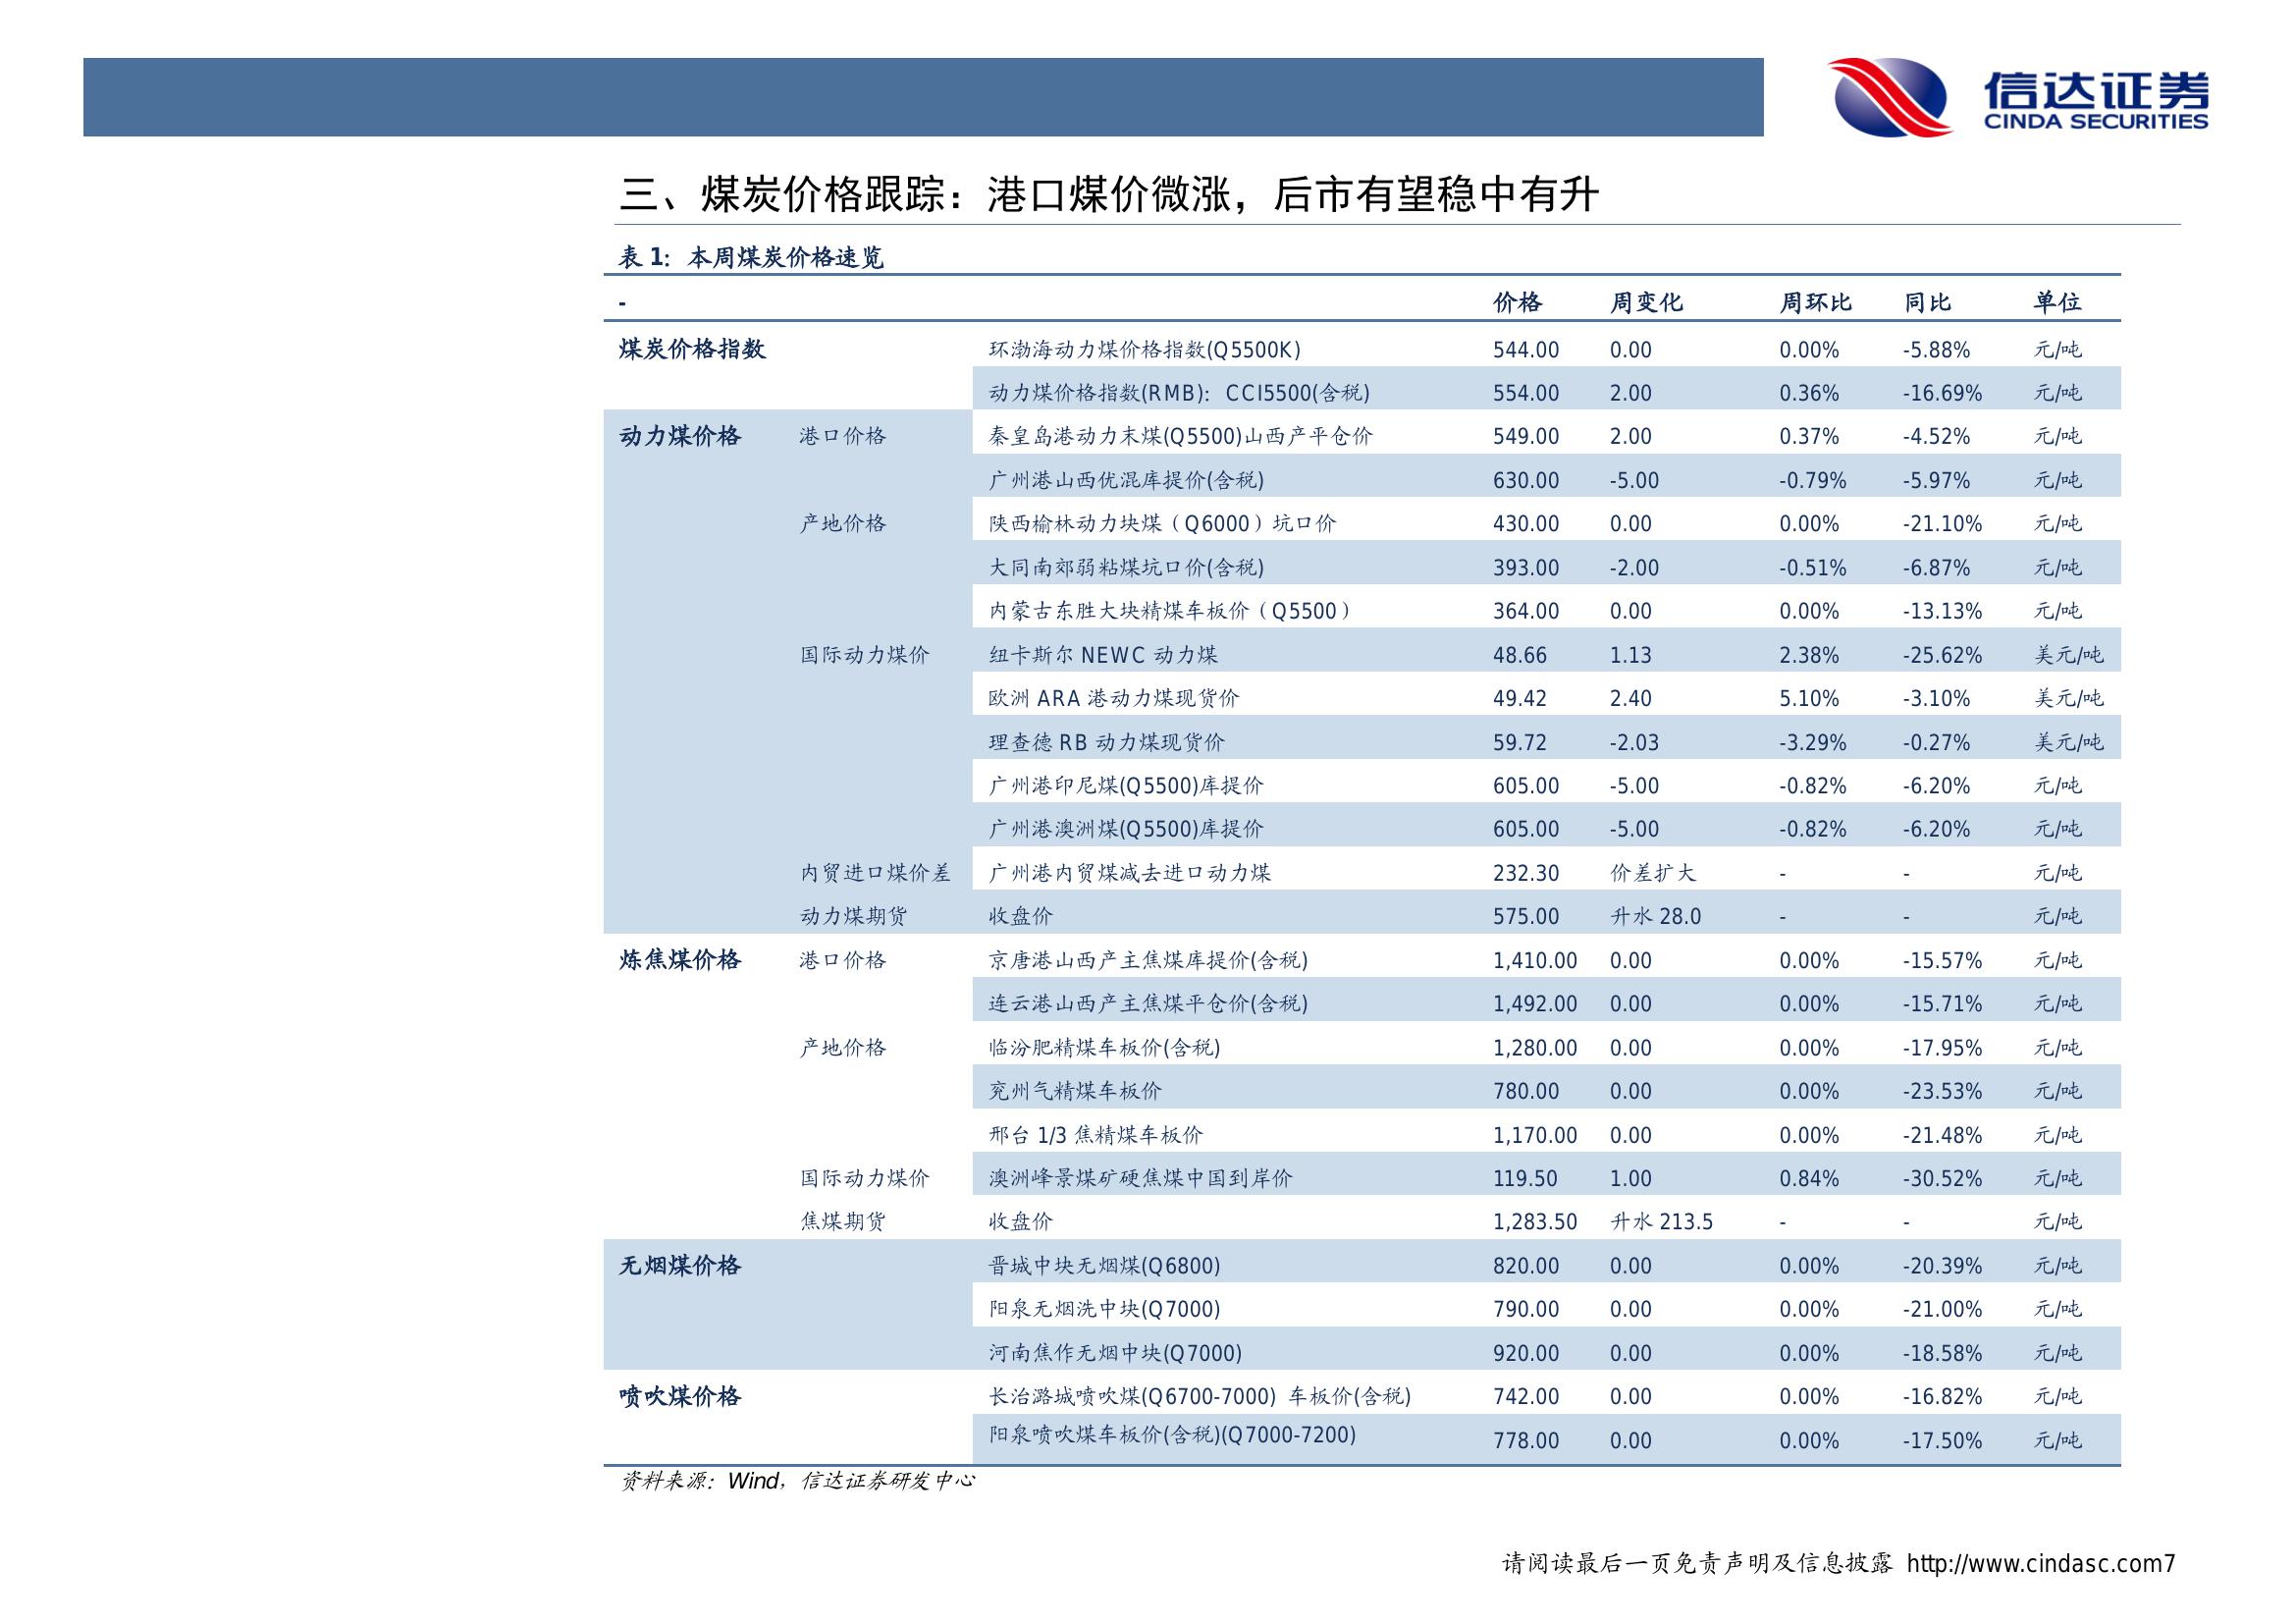 信达证券
CINDA SECURITIES
三、煤炭价格跟踪：港口煤价微涨，后市有望稳中有升
表 1：本周煤炭价格速览
- 价格 周变化 周环比 同比 单位
煤炭价格指数 环渤海动力煤价格指数(Q5500K) 544.00 0.00 0.00% -5.88% 元/吨
动力煤价格指数(RMB)：CCI5500(含税) 554.00 2.00 0.36% -16.69% 元/吨
动力煤价格 港口价格 秦皇岛港动力末煤(Q5500)山西产平仓价 549.00 2.00 0.37% -4.52% 元/吨
广州港山西优混库提价(含税) 630.00 -5.00 -0.79% -5.97% 元/吨
产地价格 陕西榆林动力块煤（Q6000）坑口价 430.00 0.00 0.00% -21.10% 元/吨
大同南郊弱粘煤坑口价(含税) 393.00 -2.00 -0.51% -6.87% 元/吨
内蒙古东胜大块精煤车板价（Q5500） 364.00 0.00 0.00% -13.13% 元/吨
国际动力煤价 纽卡斯尔 NEWC 动力煤 48.66 1.13 2.38% -25.62% 美元/吨
欧洲 ARA 港动力煤现货价 49.42 2.40 5.10% -3.10% 美元/吨
理查德 RB 动力煤现货价 59.72 -2.03 -3.29% -0.27% 美元/吨
广州港印尼煤(Q5500)库提价 605.00 -5.00 -0.82% -6.20% 元/吨
广州港澳洲煤(Q5500)库提价 605.00 -5.00 -0.82% -6.20% 元/吨
内贸进口煤价差 广州港内贸煤减去进口动力煤 232.30 价差扩大 - - 元/吨
动力煤期货 收盘价 575.00 升水 28.0 - - 元/吨
炼焦煤价格 港口价格 京唐港山西产主焦煤库提价(含税) 1,410.00 0.00 0.00% -15.57% 元/吨
连云港山西产主焦煤平仓价(含税) 1,492.00 0.00 0.00% -15.71% 元/吨
产地价格 临汾肥精煤车板价(含税) 1,280.00 0.00 0.00% -17.95% 元/吨
兖州气精煤车板价 780.00 0.00 0.00% -23.53% 元/吨
邢台 1/3 焦精煤车板价 1,170.00 0.00 0.00% -21.48% 元/吨
国际动力煤价 澳洲峰景煤矿硬焦煤中国到岸价 119.50 1.00 0.84% -30.52% 元/吨
焦煤期货 收盘价 1,283.50 升水 213.5 - - 元/吨
无烟煤价格 晋城中块无烟煤(Q6800) 820.00 0.00 0.00% -20.39% 元/吨
阳泉无烟洗中块(Q7000) 790.00 0.00 0.00% -21.00% 元/吨
河南焦作无烟中块(Q7000) 920.00 0.00 0.00% -18.58% 元/吨
喷吹煤价格 长治潞城喷吹煤(Q6700-7000) 车板价(含税) 742.00 0.00 0.00% -16.82% 元/吨
阳泉喷吹煤车板价(含税)(Q7000-7200) 778.00 0.00 0.00% -17.50% 元/吨
资料来源：Wind，信达证券研发中心
请阅读最后一页免责声明及信息披露 http://www.cindasc.com7